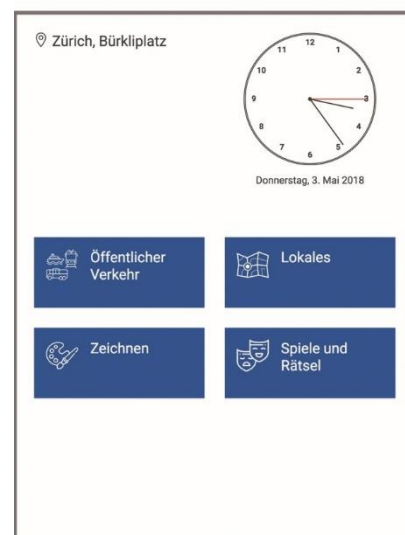 Zürich, Bürkliplatz
12
11
1
10
2
9
3
8
4
7
5
6
Donnerstag, 3. Mai 2018
Öffentlicher
Verkehr
Lokales
Zeichnen
Spiele und
Rätsel